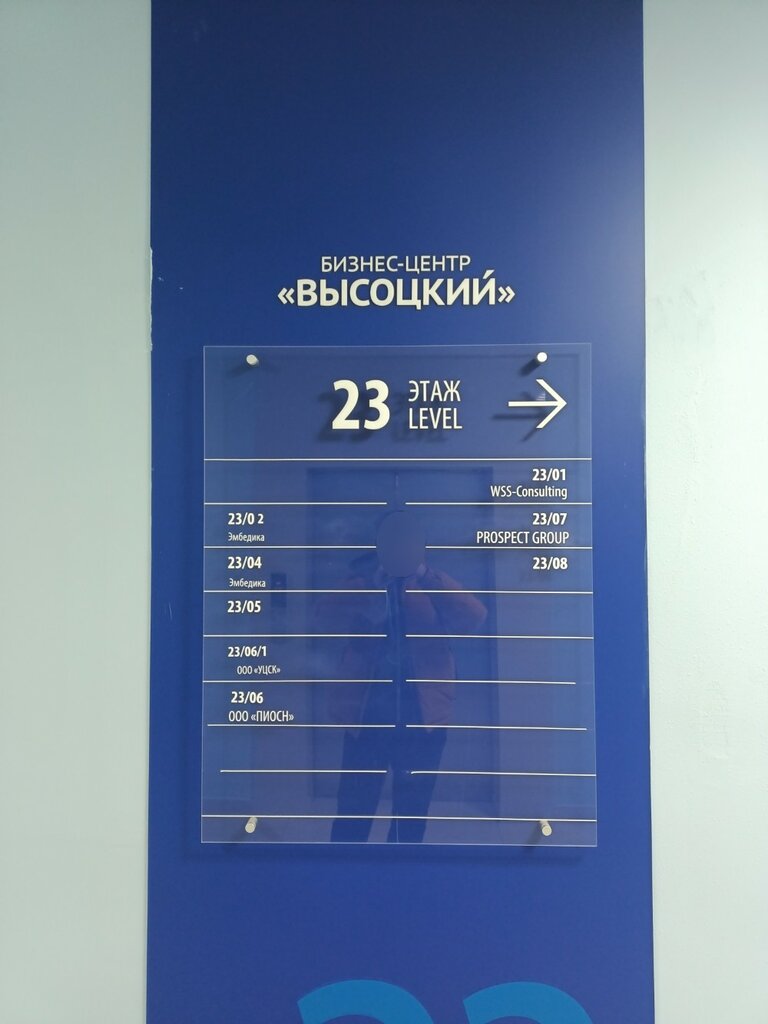 БИЗНЕС-ЦЕНТР
«ВЫСОЦКИЙ»
23 ЭТАЖ
LEVEL
23/01
WSS-Consulting
23/0 2
Эмбедика
23/07
PROSPECT GROUP
23/04
Эмбедика
23/08
23/05
23/06/1
ООО «УЦСК»
23/06
ООО «ПИОСН»
23